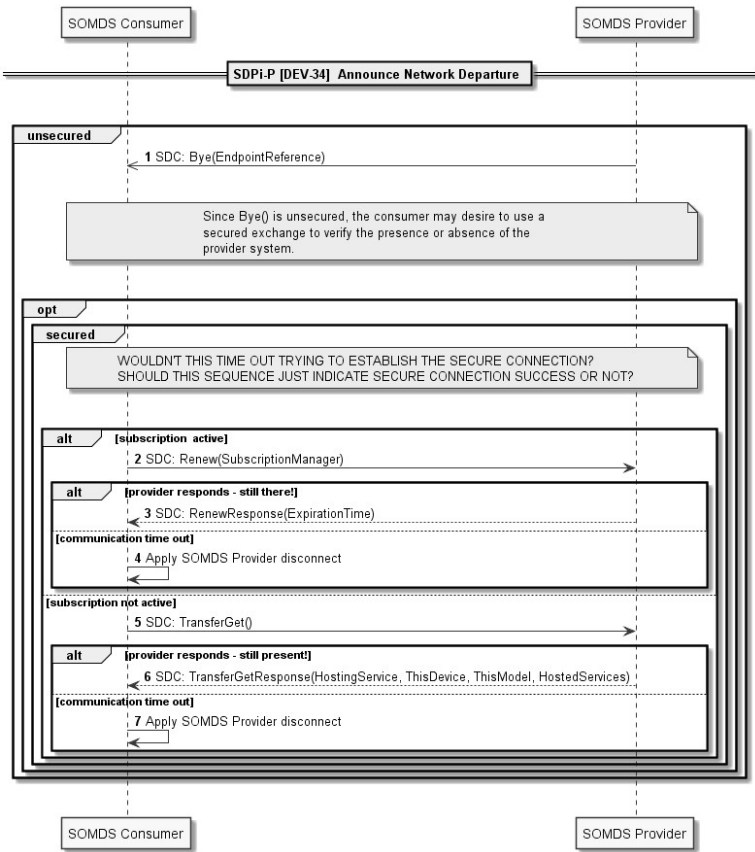 SOMDS Consumer
SOMDS Provider
SDPi-P [DEV-34] Announce Network Departure
unsecured
1 SDC: Bye(EndpointReference)
Since Bye() is unsecured, the consumer may desire to use a
secured exchange to verify the presence or absence of the
provider system.
opt
secured
WOULDN'T THIS TIME OUT TRYING TO ESTABLISH THE SECURE CONNECTION?
SHOULD THIS SEQUENCE JUST INDICATE SECURE CONNECTION SUCCESS OR NOT?
alt [subscription active]
2 SDC: Renew(SubscriptionManager)
alt [provider responds - still there!]
3 SDC: RenewResponse(ExpirationTime)
[communication time out]
4 Apply SOMDS Provider disconnect
[subscription not active]
5 SDC: TransferGet()
alt [provider responds - still present!]
6 SDC: TransferGetResponse(HostingService, ThisDevice, ThisModel, HostedServices)
[communication time out]
7 Apply SOMDS Provider disconnect
SOMDS Consumer
SOMDS Provider